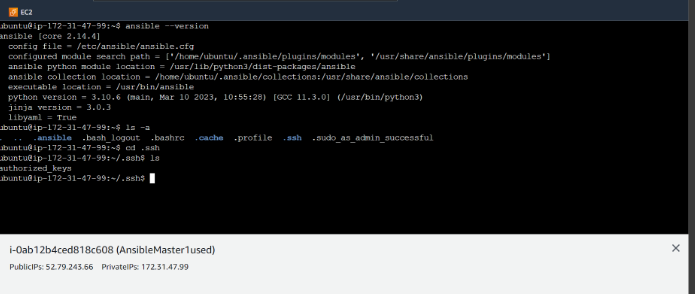 EC2
ubuntu@ip-172-31-47-99:~$ ansible --version
ansible [core 2.14.4]
config file = /etc/ansible/ansible.cfg
configured module search path = ['/home/ubuntu/.ansible/plugins/modules', '/usr/share/ansible/plugins/modules']
ansible python module location = /usr/lib/python3/dist-packages/ansible
ansible collection location = /home/ubuntu/.ansible/collections:/usr/share/ansible/collections
executable location = /usr/bin/ansible
python version = 3.10.6 (main, Mar 10 2023, 10:55:28) [GCC 11.3.0] (/usr/bin/python3)
jinja version = 3.0.3
libyaml = True
ubuntu@ip-172-31-47-99:~$ ls -a
. .. .ansible .bash_logout .bashrc .cache .profile .ssh .sudo_as_admin_successful
ubuntu@ip-172-31-47-99:~$ cd .ssh
ubuntu@ip-172-31-47-99:~/.ssh$ ls
authorized_keys
ubuntu@ip-172-31-47-99:~/.ssh$
i-0ab12b4ced818c608 (AnsibleMaster1used)
PublicIPs: 52.79.243.66 PrivateIPs: 172.31.47.99